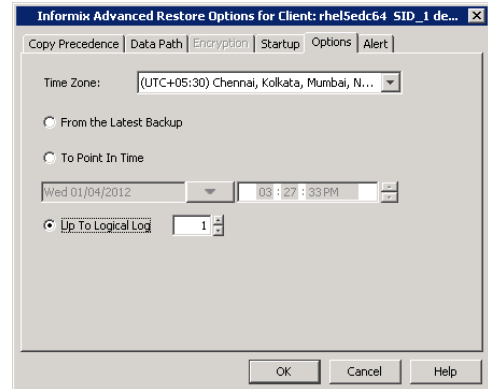 Informix Advanced Restore Options for Client: rhel5edc64 SID_1 de...
Copy Precedence Data Path Encryption Startup Options Alert
Time Zone: (UTC+05:30) Chennai, Kolkata, Mumbai, N...
From the Latest Backup
To Point In Time
Wed 01/04/2012 03 : 27 : 33 PM
Up To Logical Log 1
OK Cancel Help